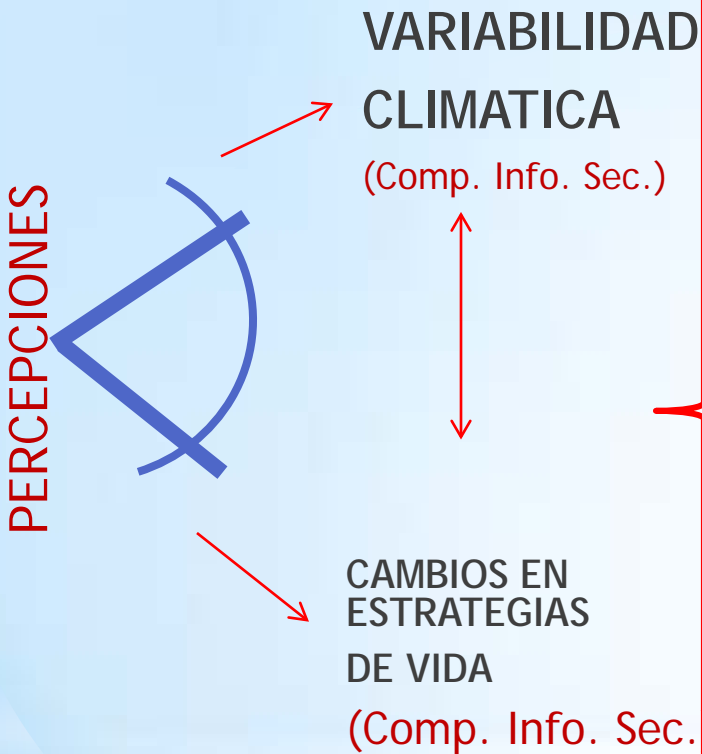 PERCEPCIONES
VARIABILIDAD
CLIMATICA
(Comp. Info. Sec.)
CAMBIOS EN
ESTRATEGIAS
DE VIDA
(Comp. Info. Sec.